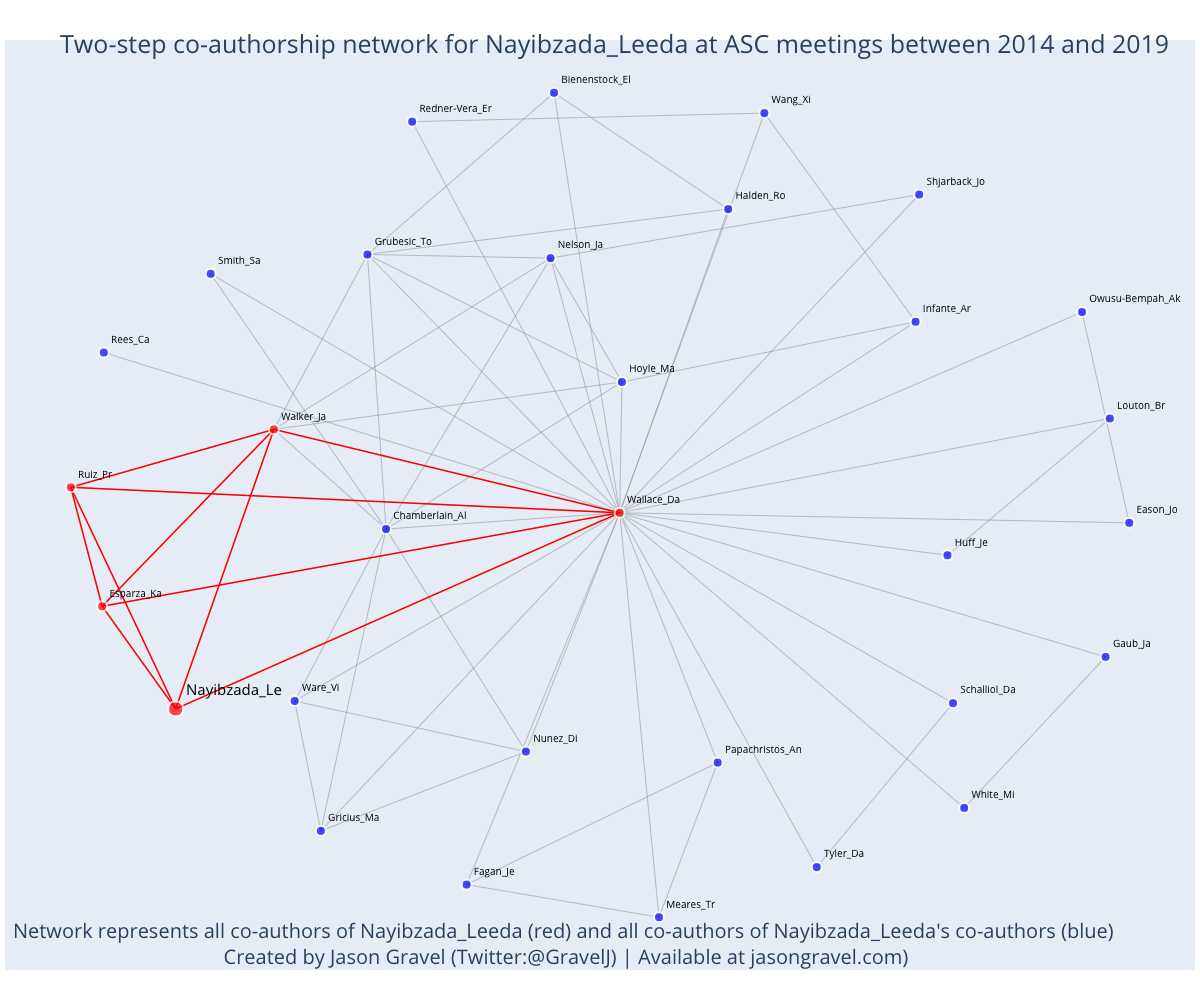 Two-step co-authorship network for Nayibzada_Leeda at ASC meetings between 2014 and 2019
Bienenstock_El
Redner-Vera_Er
Wang_Xi
Shjarback_Jo
Halden_Ro
Grubesic_To
Nelson_Ja
Smith_Sa
Owusu-Bempah_Ak
Infante_Ar
Rees_Ca
Hoyle_Ma
Walker_Ja
Louton_Br
Ruiz_Pr
Wallace_Da
Chamberlain_Al
Eason_Jo
Huff_Je
Esparza_Ka
Gaub_Ja
Nayibzada_Le
Ware_Vi
Schalliol_Da
Nunez_Di
Papachristos_An
White_Mi
Gricius_Ma
Tyler_Da
Fagan_Je
Meares_Tr
Network represents all co-authors of Nayibzada_Leeda (red) and all co-authors of Nayibzada_Leeda's co-authors (blue)
Created by Jason Gravel (Twitter:@GravelJ) | Available at jasongravel.com)